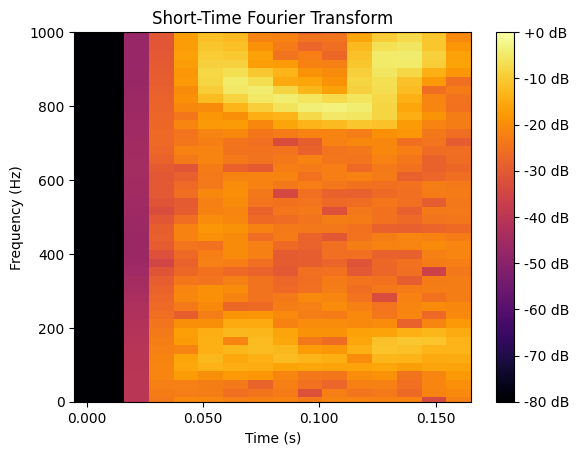 Short-Time Fourier Transform
1000
800
600
400
200
0
Frequency (Hz)
0.000
0.050
0.100
0.150
Time (s)
+0 dB
-10 dB
-20 dB
-30 dB
-40 dB
-50 dB
-60 dB
-70 dB
-80 dB